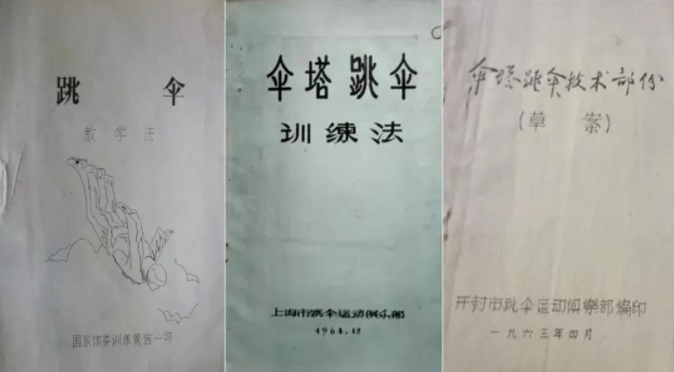 跳 伞
教学法
国家体委训练竞赛一司
伞塔跳伞
训练法
上海市跳伞运动俱乐部
1964.12
伞塔跳伞技术部份
(草 案)
开封市跳伞运动俱樂部編印
一九六三年四月